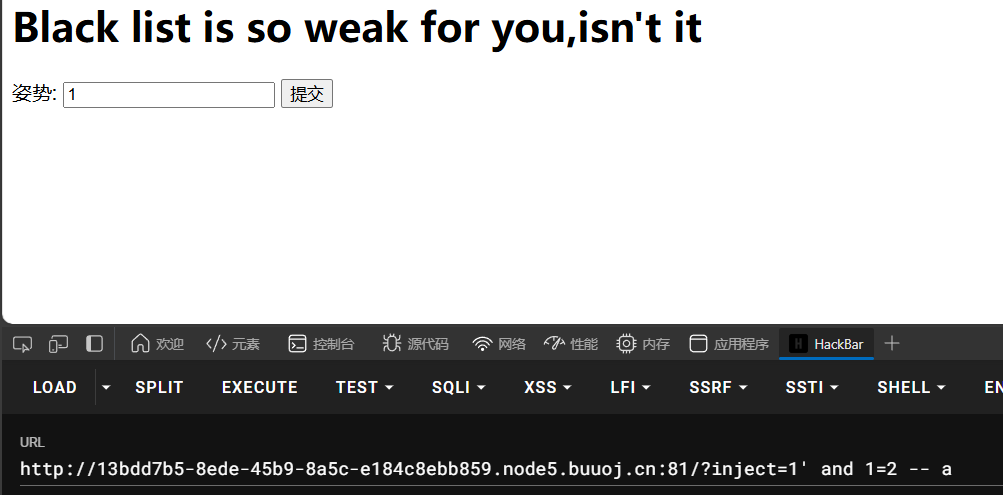 Black list is so weak for you,isn't it
姿势: 1 提交
欢迎 元素 控制台 源代码 网络 性能 内存 应用程序 HackBar
LOAD SPLIT EXECUTE TEST SQLI XSS LFI SSRF SSTI SHELL EN
URL
http://13bdd7b5-8ede-45b9-8a5c-e184c8ebb859.node5.buuoj.cn:81/?inject=1' and 1=2 -- a